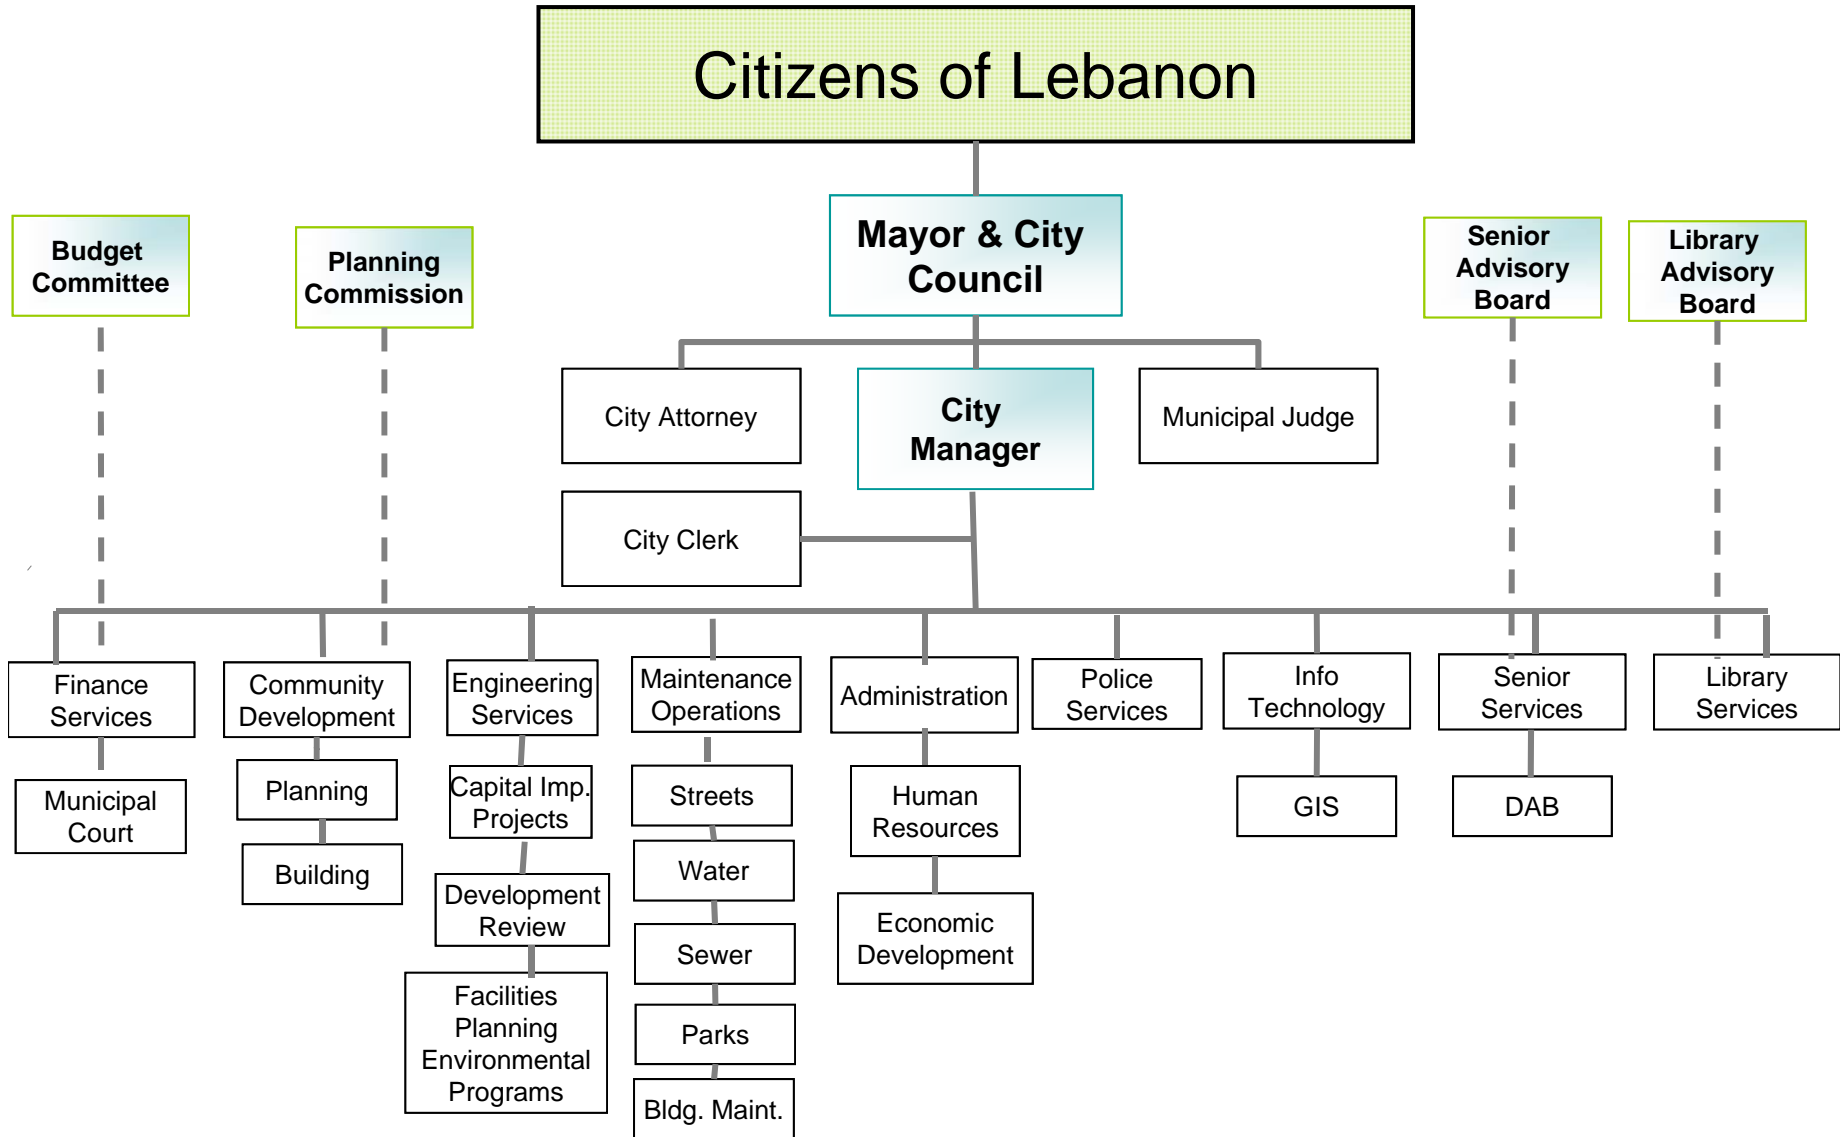 Citizens of Lebanon
Budget
Committee
Planning
Commission
Mayor & City
Council
Senior
Advisory
Board
Library
Advisory
Board
City Attorney
City
Manager
Municipal Judge
City Clerk
Finance
Services
Community
Development
Engineering
Services
Maintenance
Operations
Administration
Police
Services
Info
Technology
Senior
Services
Library
Services
Municipal
Court
Planning
Building
Capital Imp.
Projects
Development
Review
Facilities
Planning
Environmental
Programs
Streets
Water
Sewer
Parks
Bldg. Maint.
Human
Resources
Economic
Development
GIS
DAB